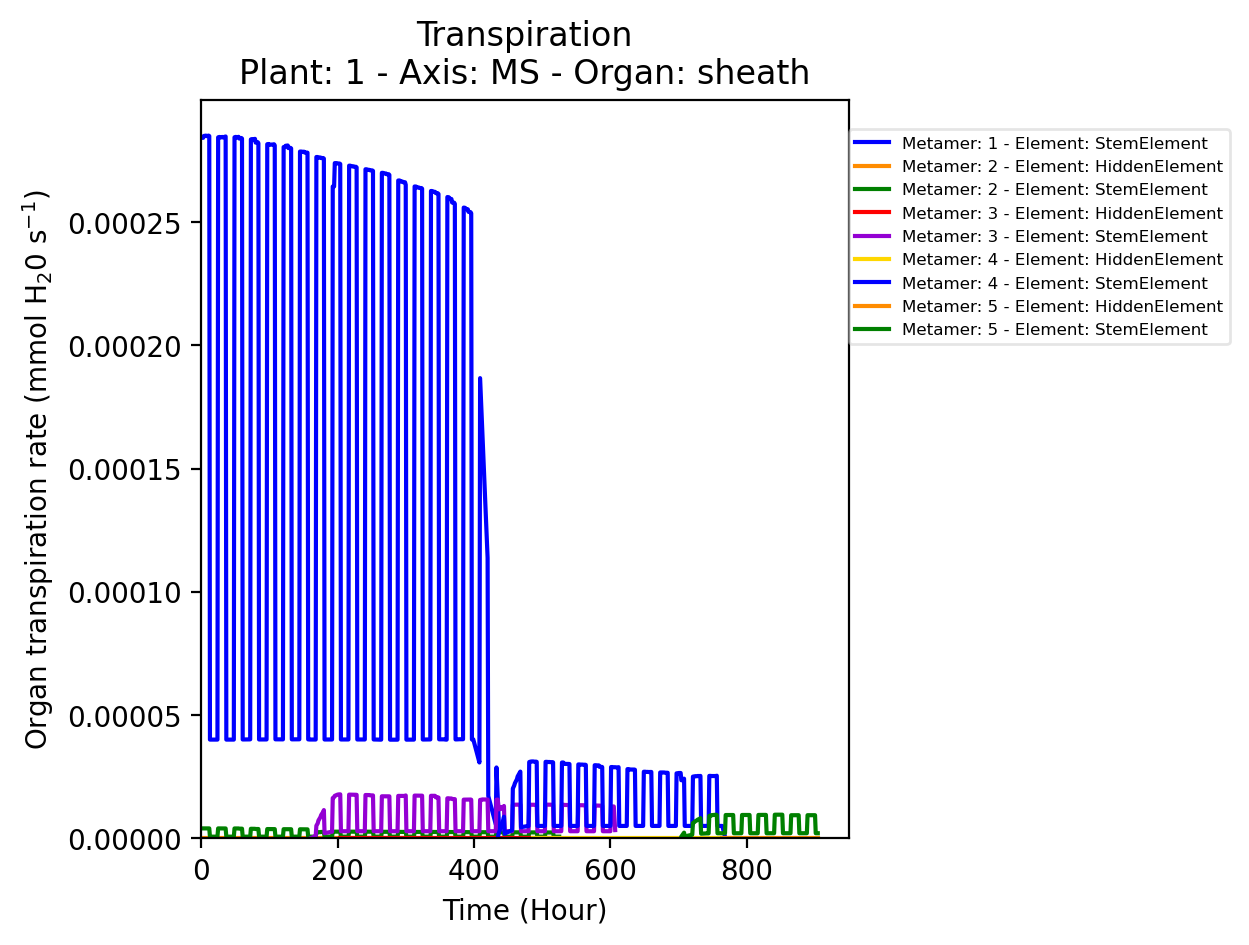 Transpiration
Plant: 1 - Axis: MS - Organ: sheath
Organ transpiration rate (mmol H₂0 s⁻¹)
0.00025
0.00020
0.00015
0.00010
0.00005
0.00000
0 200 400 600 800
Time (Hour)
Metamer: 1 - Element: StemElement
Metamer: 2 - Element: HiddenElement
Metamer: 2 - Element: StemElement
Metamer: 3 - Element: HiddenElement
Metamer: 3 - Element: StemElement
Metamer: 4 - Element: HiddenElement
Metamer: 4 - Element: StemElement
Metamer: 5 - Element: HiddenElement
Metamer: 5 - Element: StemElement